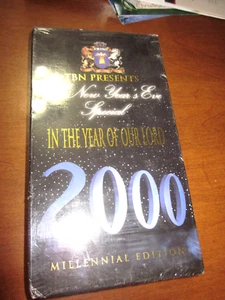 TBN PRESENTS
New Year's Eve
Special
IN THE YEAR OF OUR LORD
2000
MILLENNIAL EDITION